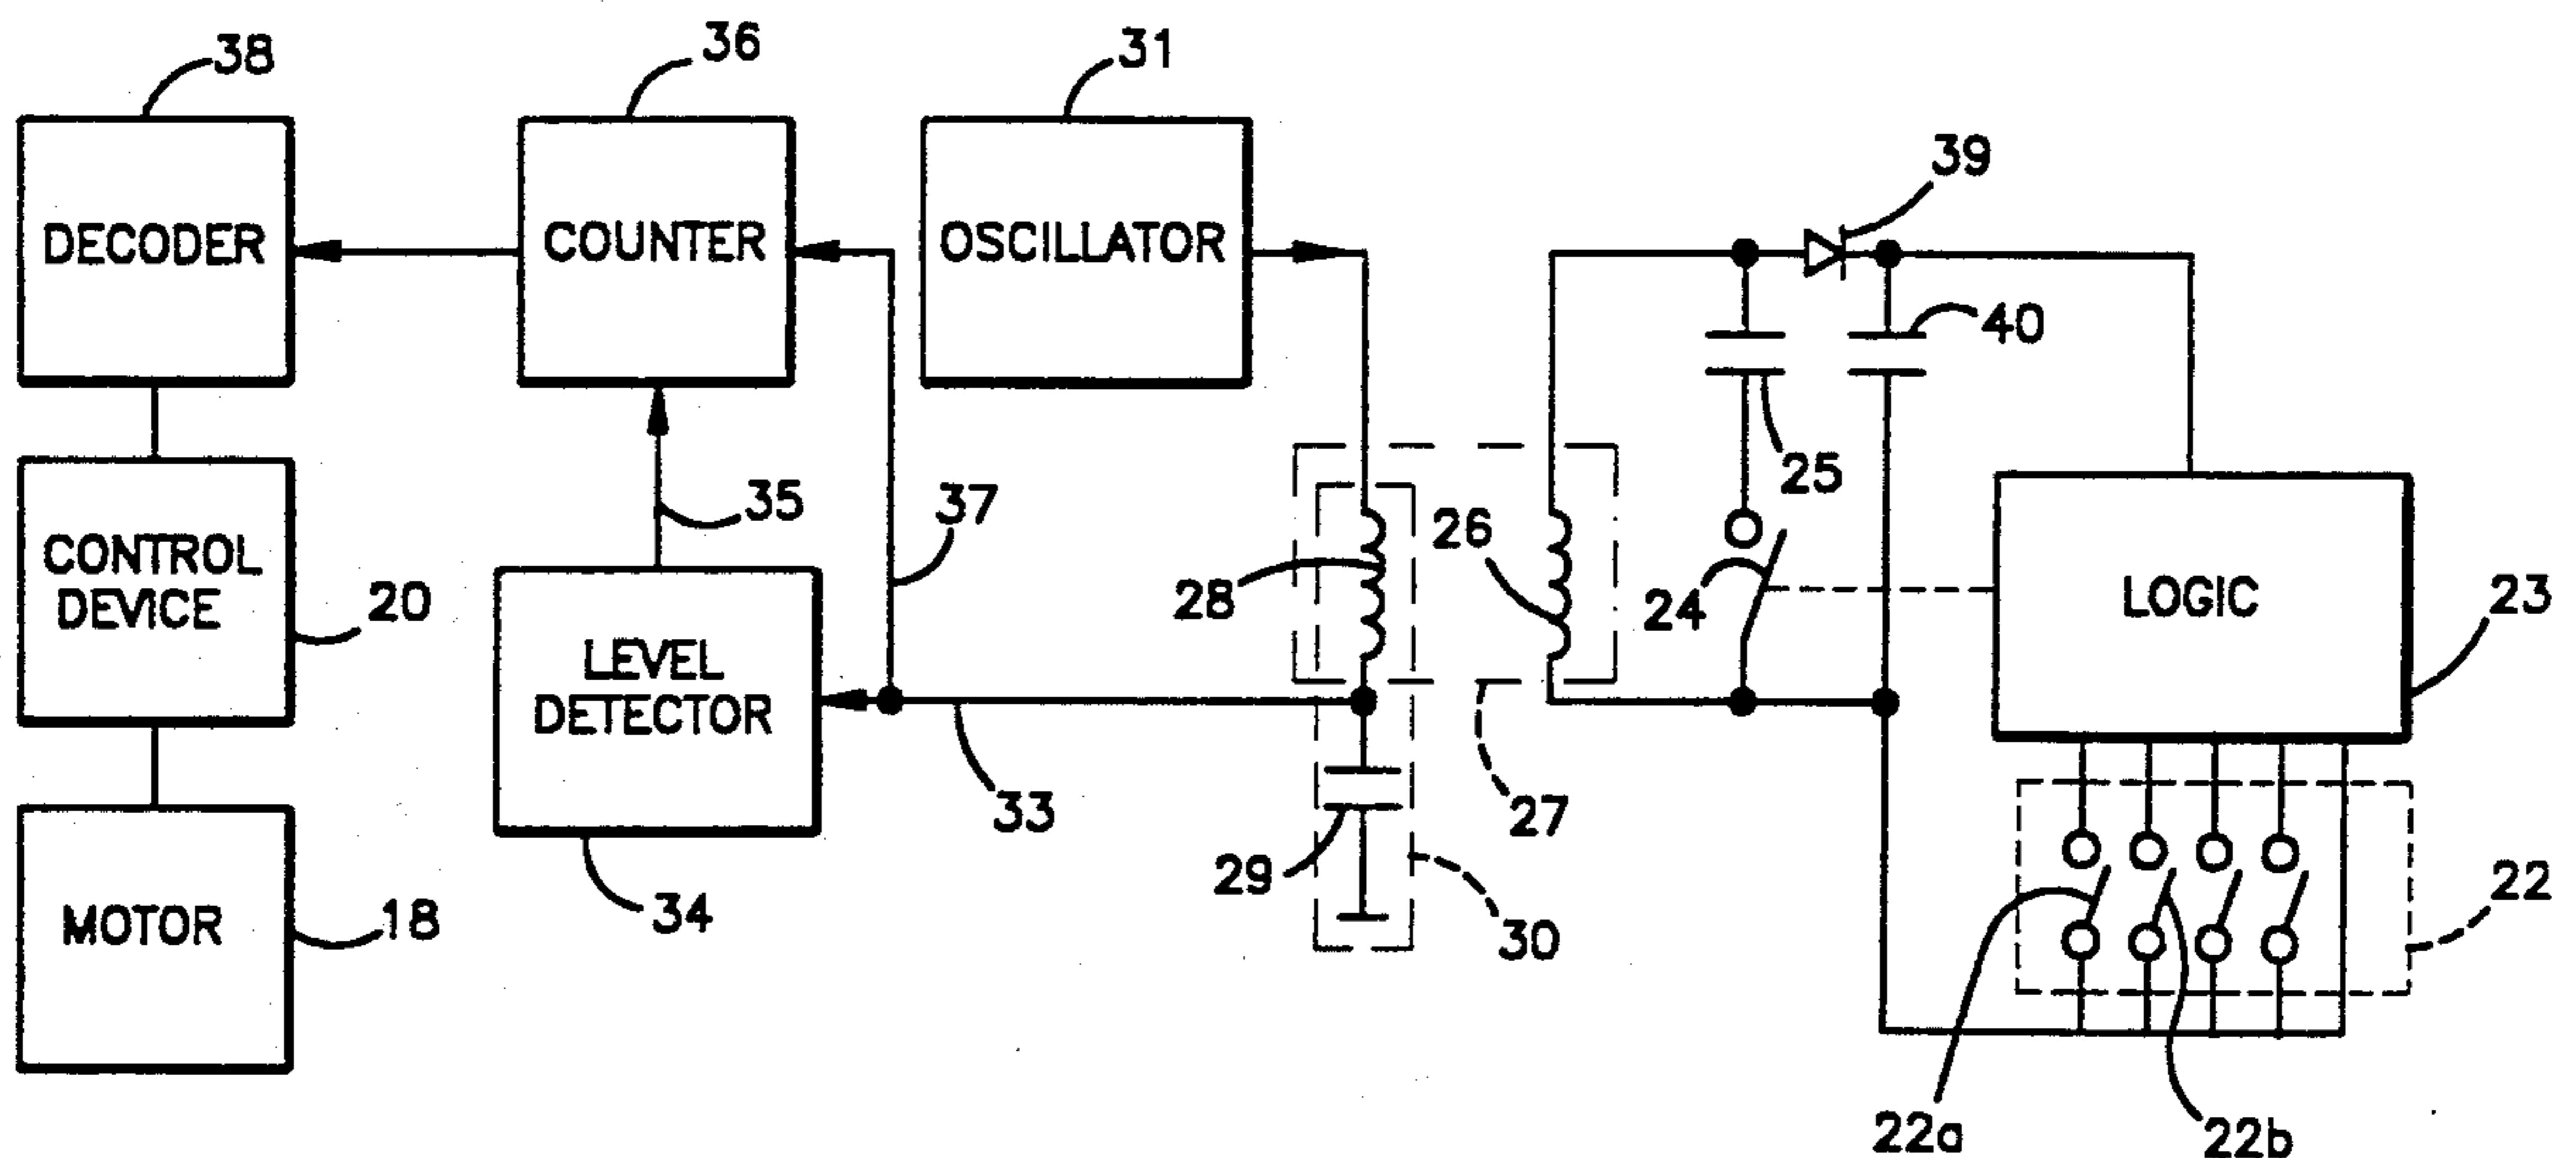 38
36
31
39
DECODER
COUNTER
OSCILLATOR
40
25
35
37
26
CONTROL
DEVICE
20
28
24
LOGIC
23
LEVEL
DETECTOR
33
27
29
22
MOTOR
18
34
30
22a
22b